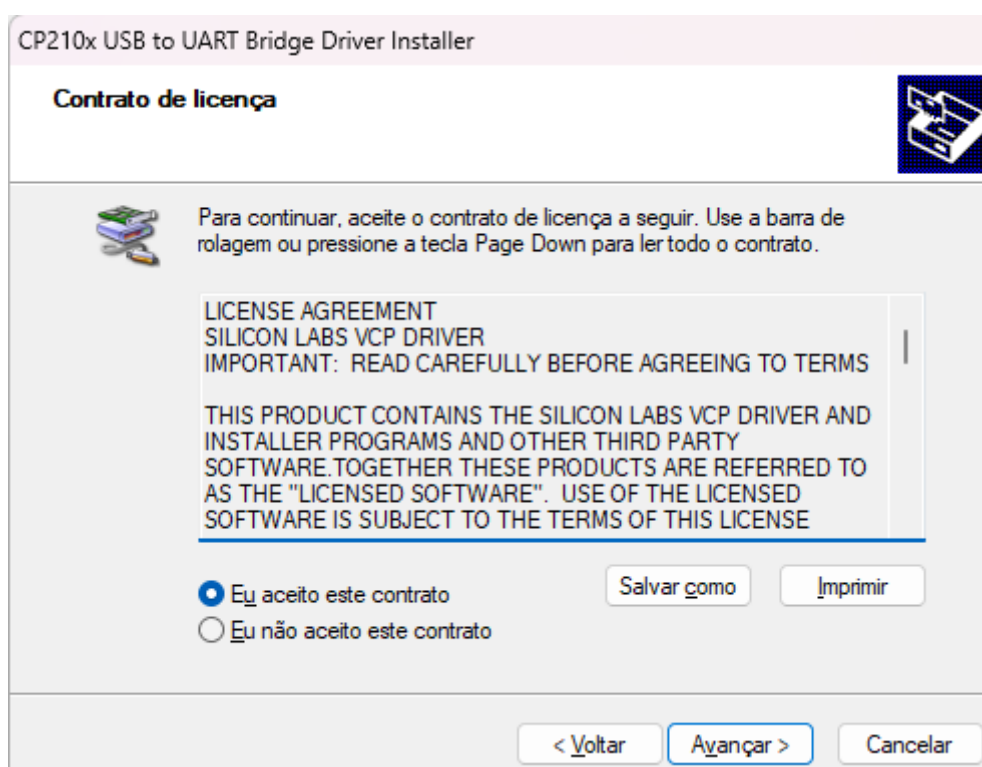 CP210x USB to UART Bridge Driver Installer
Contrato de licença
Para continuar, aceite o contrato de licença a seguir. Use a barra de
rolagem ou pressione a tecla Page Down para ler todo o contrato.
LICENSE AGREEMENT
SILICON LABS VCP DRIVER
IMPORTANT:  READ CAREFULLY BEFORE AGREEING TO TERMS
THIS PRODUCT CONTAINS THE SILICON LABS VCP DRIVER AND
INSTALLER PROGRAMS AND OTHER THIRD PARTY
SOFTWARE.TOGETHER THESE PRODUCTS ARE REFERRED TO
AS THE "LICENSED SOFTWARE".  USE OF THE LICENSED
SOFTWARE IS SUBJECT TO THE TERMS OF THIS LICENSE
Eu aceito este contrato
Salvar como
Imprimir
Eu não aceito este contrato
< Voltar
Avançar >
Cancelar